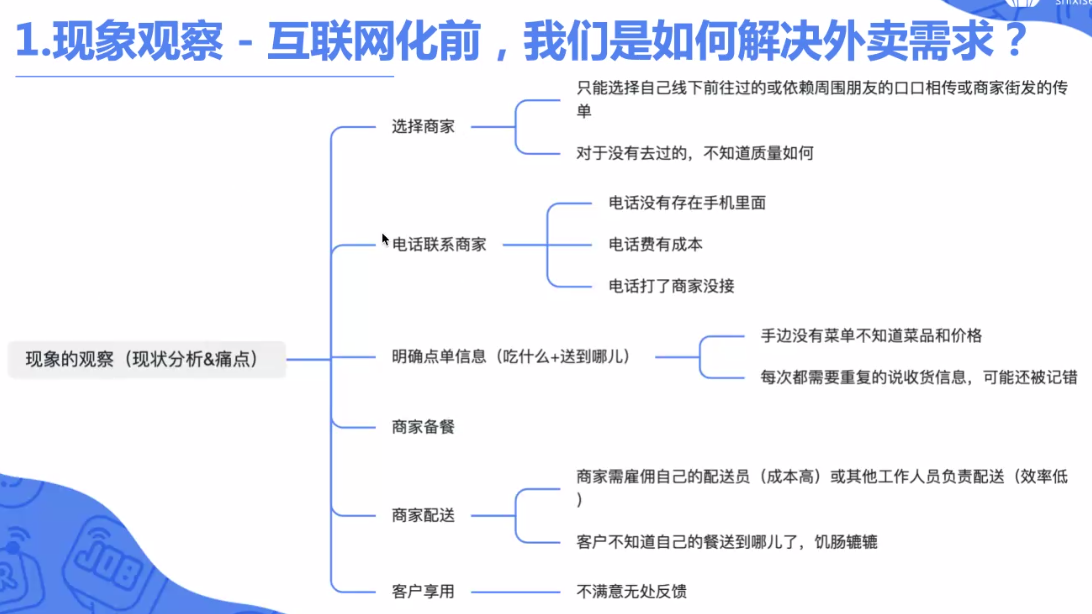 shixise
1.现象观察 - 互联网化前，我们是如何解决外卖需求？
只能选择自己线下前往过的或依赖周围朋友的口口相传或商家街发的传
单
选择商家
对于没有去过的，不知道质量如何
电话没有存在手机里面
电话联系商家
电话费有成本
电话打了商家没接
手边没有菜单不知道菜品和价格
现象的观察（现状分析&痛点）
明确点单信息（吃什么+送到哪儿）
每次都需要重复的说收货信息，可能还被记错
商家备餐
商家需雇佣自己的配送员（成本高）或其他工作人员负责配送（效率低
）
商家配送
客户不知道自己的餐送到哪儿了，饥肠辘辘
客户享用
不满意无处反馈
JOB
R